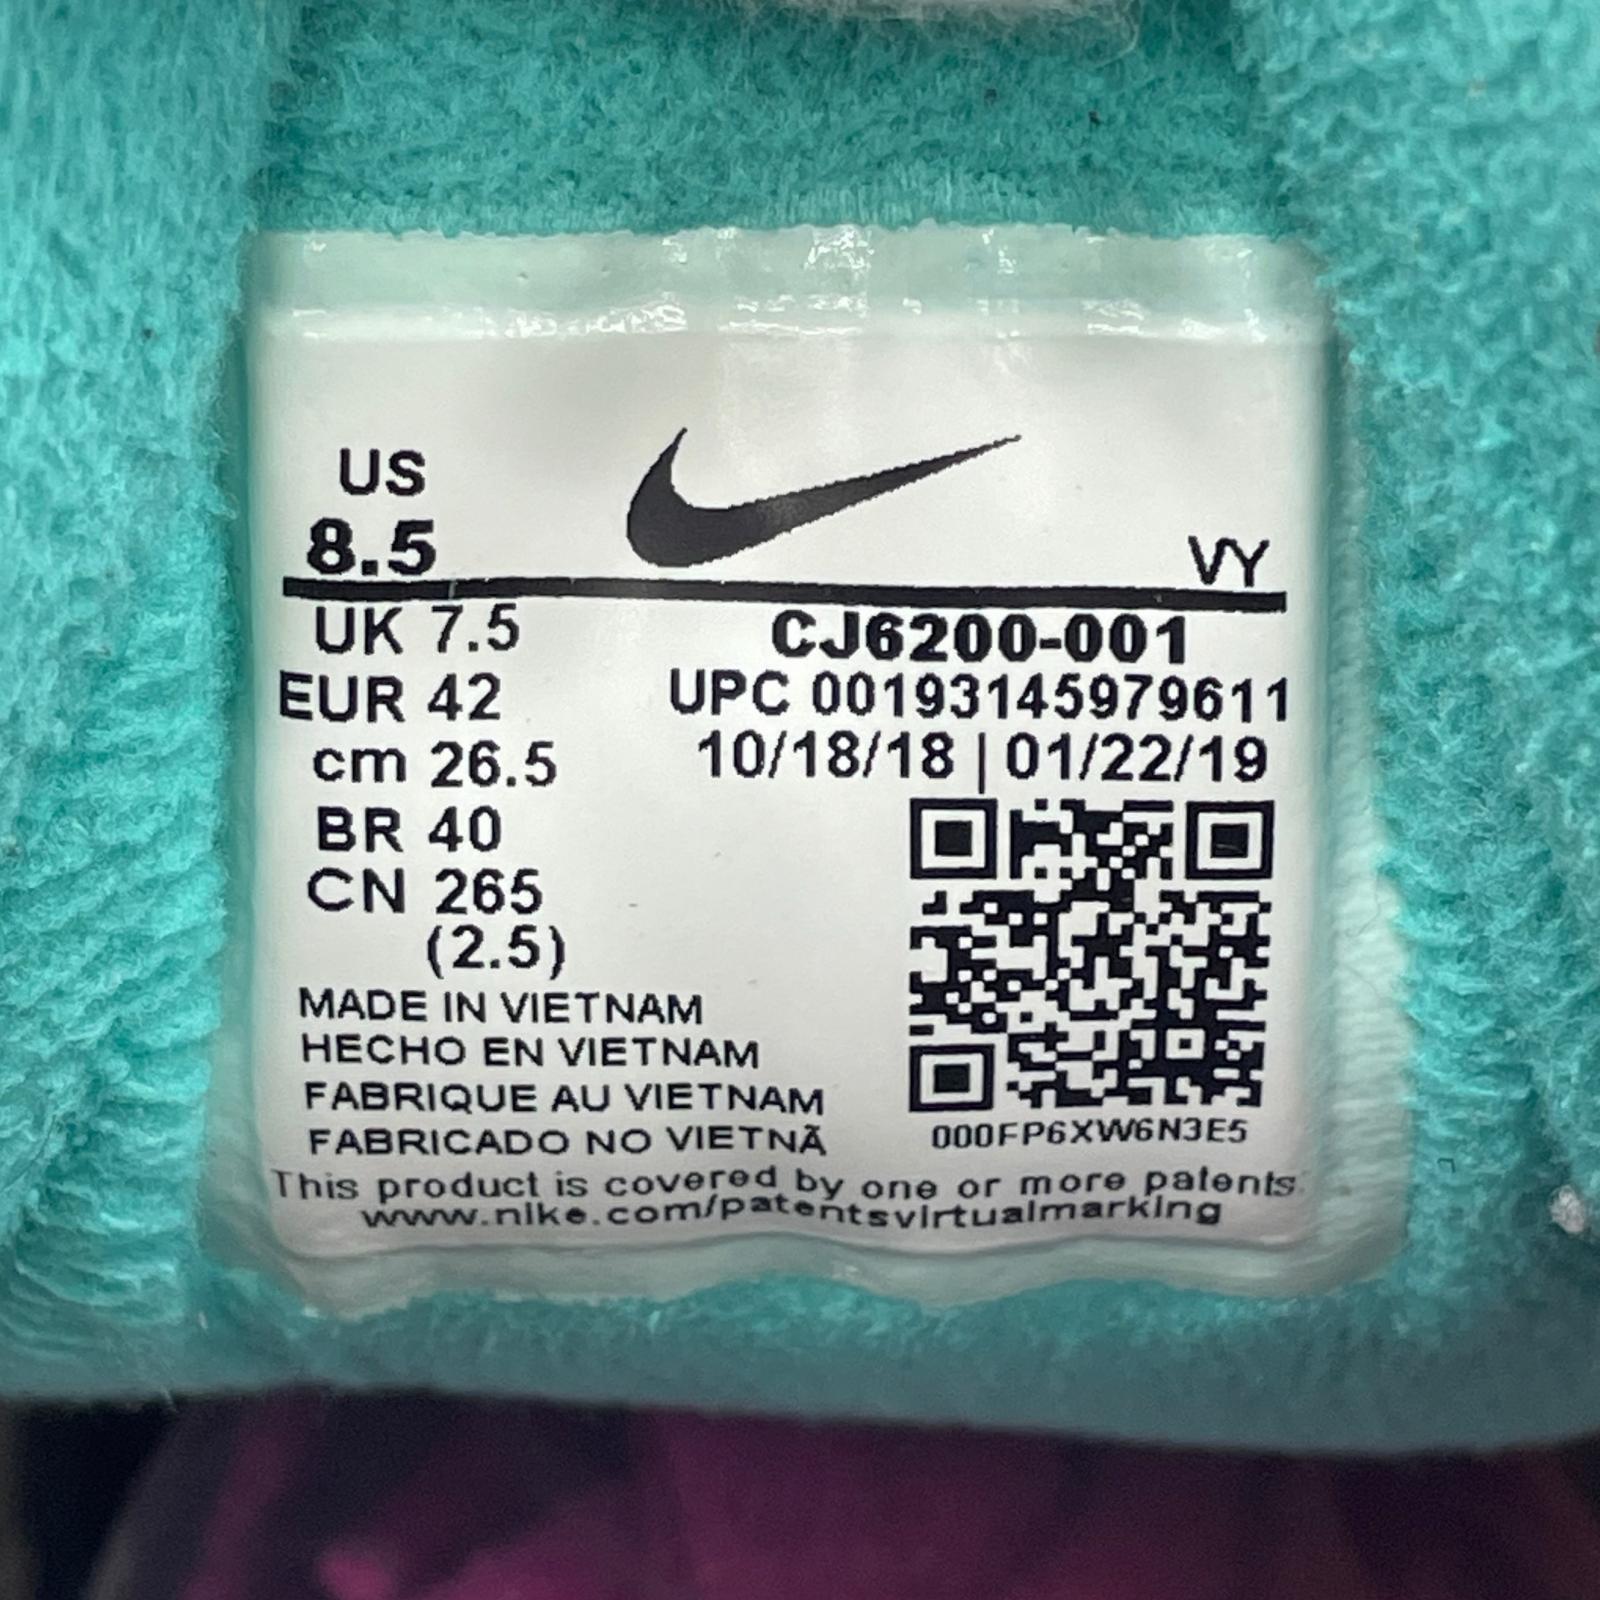 US
8.5
VY
UK 7.5
CJ6200-001
EUR 42
UPC 00193145979611
cm 26.5
10/18/18 | 01/22/19
BR 40
CN 265
(2.5)
MADE IN VIETNAM
HECHO EN VIETNAM
FABRIQUE AU VIETNAM
FABRICADO NO VIETNÃ
000FP6XW6N3E5
This product is covered by one or more patents.
www.nike.com/patentsvirtualmarking